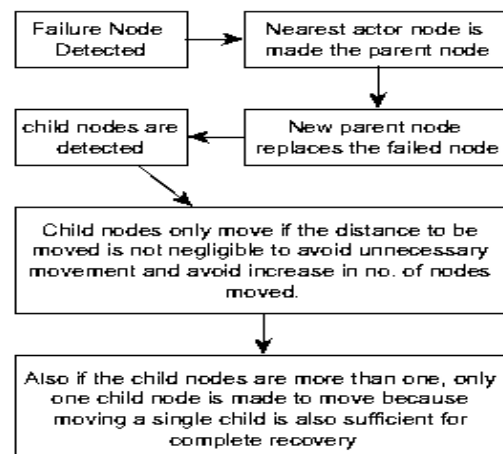 Failure Node
Detected
Nearest actor node is
made the parent node
New parent node
replaces the failed node
child nodes are
detected
Child nodes only move if the distance to be
moved is not negligible to avoid unnecessary
movement and avoid increase in no. of nodes
moved.
Also if the child nodes are more than one, only
one child node is made to move because
moving a single child is also sufficient for
complete recovery